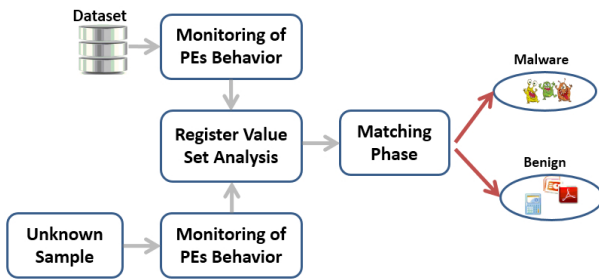 Dataset
Monitoring of
PEs Behavior
Malware
Register Value
Set Analysis
Matching
Phase
Benign
Unknown
Sample
Monitoring of
PEs Behavior